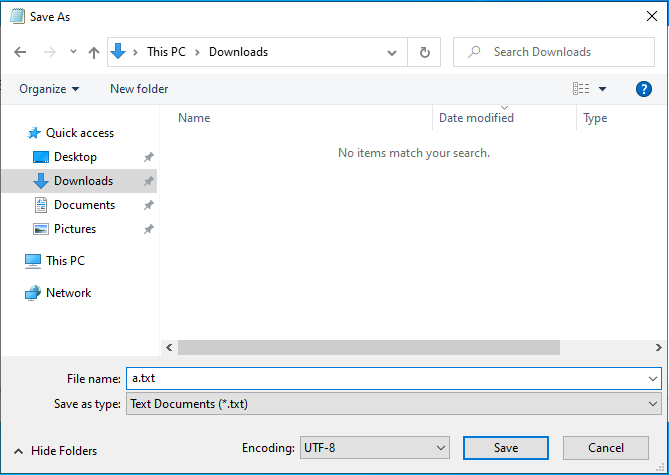 Save As
This PC > Downloads
Search Downloads
Organize
New folder
?
Name
Date modified
Type
No items match your search.
Quick access
Desktop
Downloads
Documents
Pictures
This PC
Network
File name: a.txt
Save as type: Text Documents (*.txt)
Hide Folders
Encoding: UTF-8
Save
Cancel